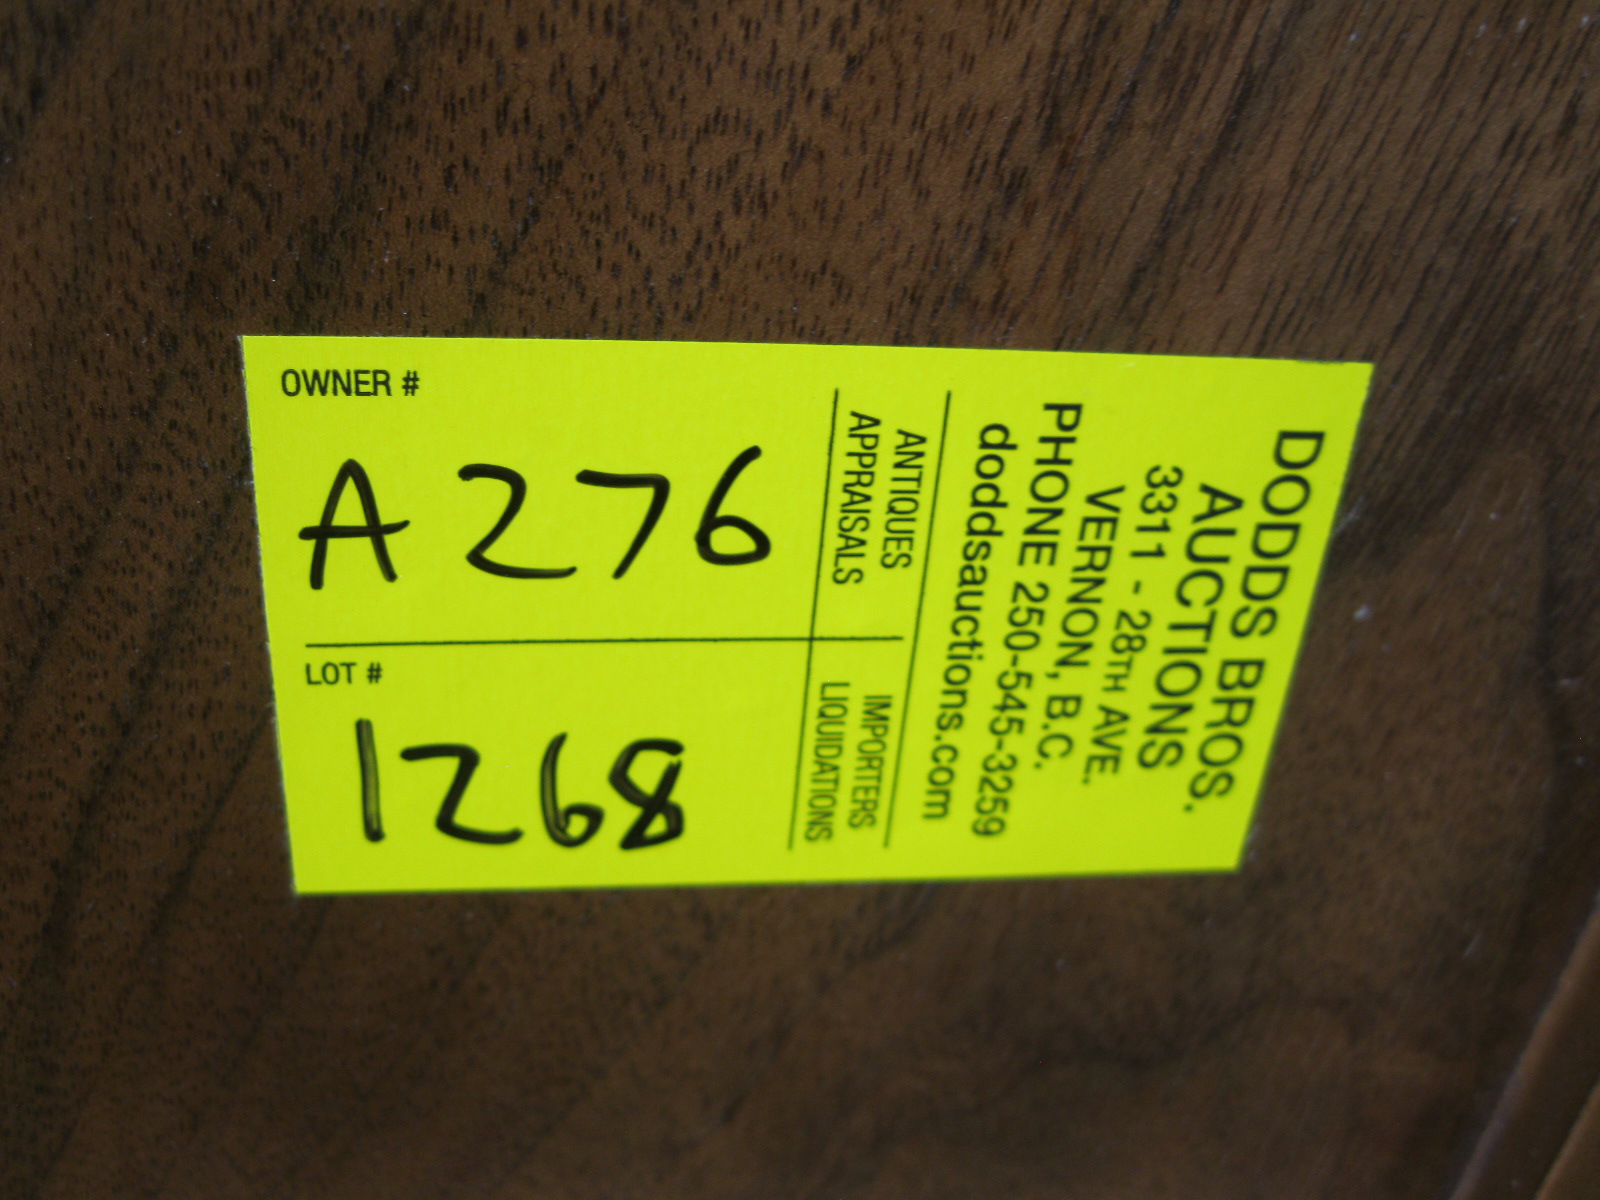 OWNER #
A 276
LOT #
1268
DODDS BROS.
AUCTIONS
3311 - 28TH AVE.
VERNON, B.C.
PHONE 250-545-3259
doddsauctions.com
ANTIQUES
APPRAISALS
IMPORTERS
LIQUIDATIONS